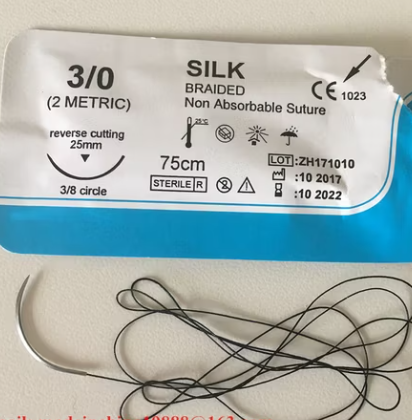 3/0
(2 METRIC)
reverse cutting
25mm
3/8 circle
SILK
BRAIDED
Non Absorbable Suture
CE 1023
25°C
75cm
STERILE R
2
LOT :ZH171010
:10 2017
:10 2022